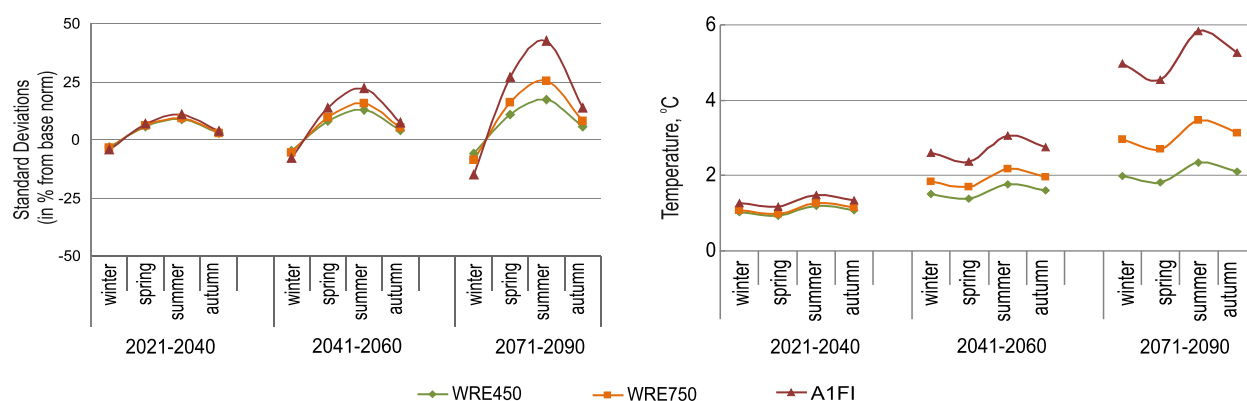 Standard Deviations
(in % from base norm)
50
25
0
-25
-50
winter
spring
summer
autumn
winter
spring
summer
autumn
winter
spring
summer
autumn
2021-2040
2041-2060
2071-2090
Temperature, °C
6
4
2
0
winter
spring
summer
autumn
winter
spring
summer
autumn
winter
spring
summer
autumn
2021-2040
2041-2060
2071-2090
WRE450
WRE750
A1FI